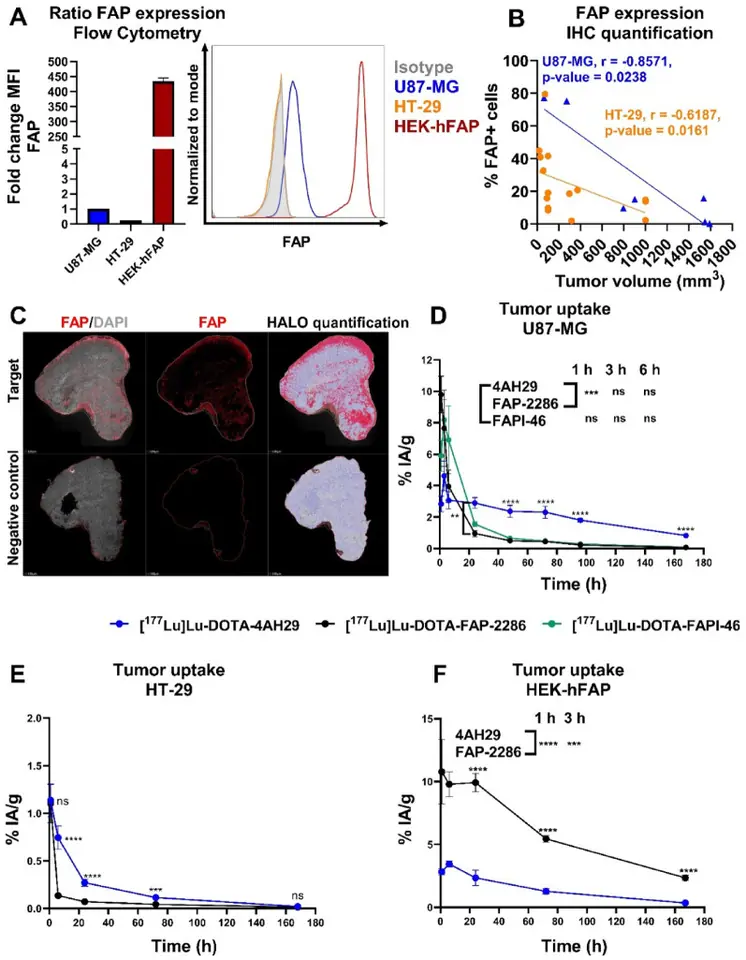 A
Ratio FAP expression
Flow Cytometry
Fold change MFI
FAP
500
450
400
350
300
250
5
4
3
2
1
0
U87-MG
HT-29
HEK-hFAP
Normalized to mode
FAP
Isotype
U87-MG
HT-29
HEK-hFAP
B
FAP expression
IHC quantification
% FAP+ cells
100
80
60
40
20
0
U87-MG, r = -0.8571,
p-value = 0.0238
HT-29, r = -0.6187,
p-value = 0.0161
0
200
400
600
800
1000
1200
1400
1600
1800
Tumor volume (mm³)
C
FAP/DAPI
FAP
HALO quantification
Target
Negative control
D
Tumor uptake
U87-MG
% IA/g
12
10
8
6
4
2
0
1 h 3 h 6 h
4AH29
FAP-2286
*** ns ns
FAPI-46
ns ns ns
**
****
****
****
****
0 20 40 60 80 100 120 140 160 180
Time (h)
[¹⁷⁷Lu]Lu-DOTA-4AH29
[¹⁷⁷Lu]Lu-DOTA-FAP-2286
[¹⁷⁷Lu]Lu-DOTA-FAPI-46
E
Tumor uptake
HT-29
% IA/g
2.0
1.5
1.0
0.5
0.0
ns
****
****
***
ns
0 20 40 60 80 100 120 140 160 180
Time (h)
F
Tumor uptake
HEK-hFAP
% IA/g
15
10
5
0
1 h 3 h
4AH29
FAP-2286
**** ***
****
****
****
0 20 40 60 80 100 120 140 160 180
Time (h)